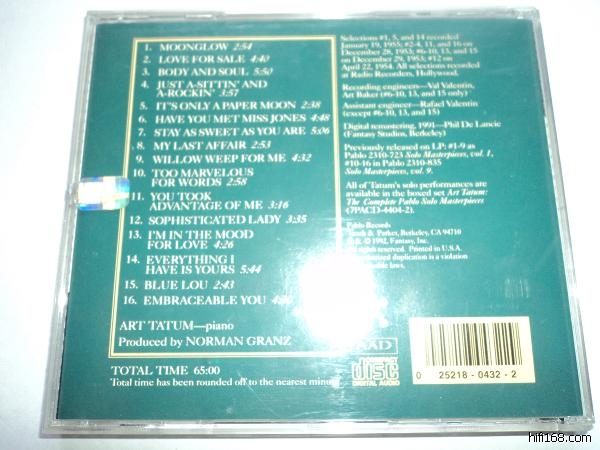 1. MOONGLOW 2:54
2. LOVE FOR SALE 4:40
3. BODY AND SOUL 5:50
4. JUST A-SITTIN' AND
A-ROCKIN' 3:57
5. IT'S ONLY A PAPER MOON 2:38
6. HAVE YOU MET MISS JONES 4:48
7. STAY AS SWEET AS YOU ARE 5:06
8. MY LAST AFFAIR 2:53
9. WILLOW WEEP FOR ME 4:32
10. TOO MARVELOUS
FOR WORDS 2:58
11. YOU TOOK
ADVANTAGE OF ME 3:16
12. SOPHISTICATED LADY 3:35
13. I'M IN THE MOOD
FOR LOVE 4:26
14. EVERYTHING I
HAVE IS YOURS 5:44
15. BLUE LOU 2:43
16. EMBRACEABLE YOU
ART TATUM—piano
Produced by NORMAN GRANZ
TOTAL TIME 65:00
Total time has been rounded off to the nearest
Selections #1, 5, and 14 recorded
January 19, 1955; #2-4, 11, and 16 on
December 28, 1953; #6-10, 13, and 15
on December 29, 1953; #12 on
April 22, 1954. All selections recorded
at Radio Recorders, Hollywood.
Recording engineers—Val Valentin,
Art Baker (#6-10, 13, and 15 only)
Assistant engineer—Rafael Valentin
(except #6-10, 13, and 15)
Digital remastering, 1991—Phil De Lancie
(Fantasy Studios, Berkeley)
Previously released on LP: #1-9 as
Pablo 2310-723 Solo Masterpieces, vol. 1,
#10-16 in Pablo 2310-835
Solo Masterpieces, vol. 9.
All of Tatum's solo performances are
available in the boxed set Art Tatum:
The Complete Pablo Solo Masterpieces
(7PACD-4404-2).
Pablo Records
& Parker, Berkeley, CA 94710
© 1992, Fantasy, Inc.
rights reserved. Printed in U.S.A.
duplication is a violation
laws.
COMPACT
disc
DIGITAL AUDIO
0 25218-0432-2
hifi168.com